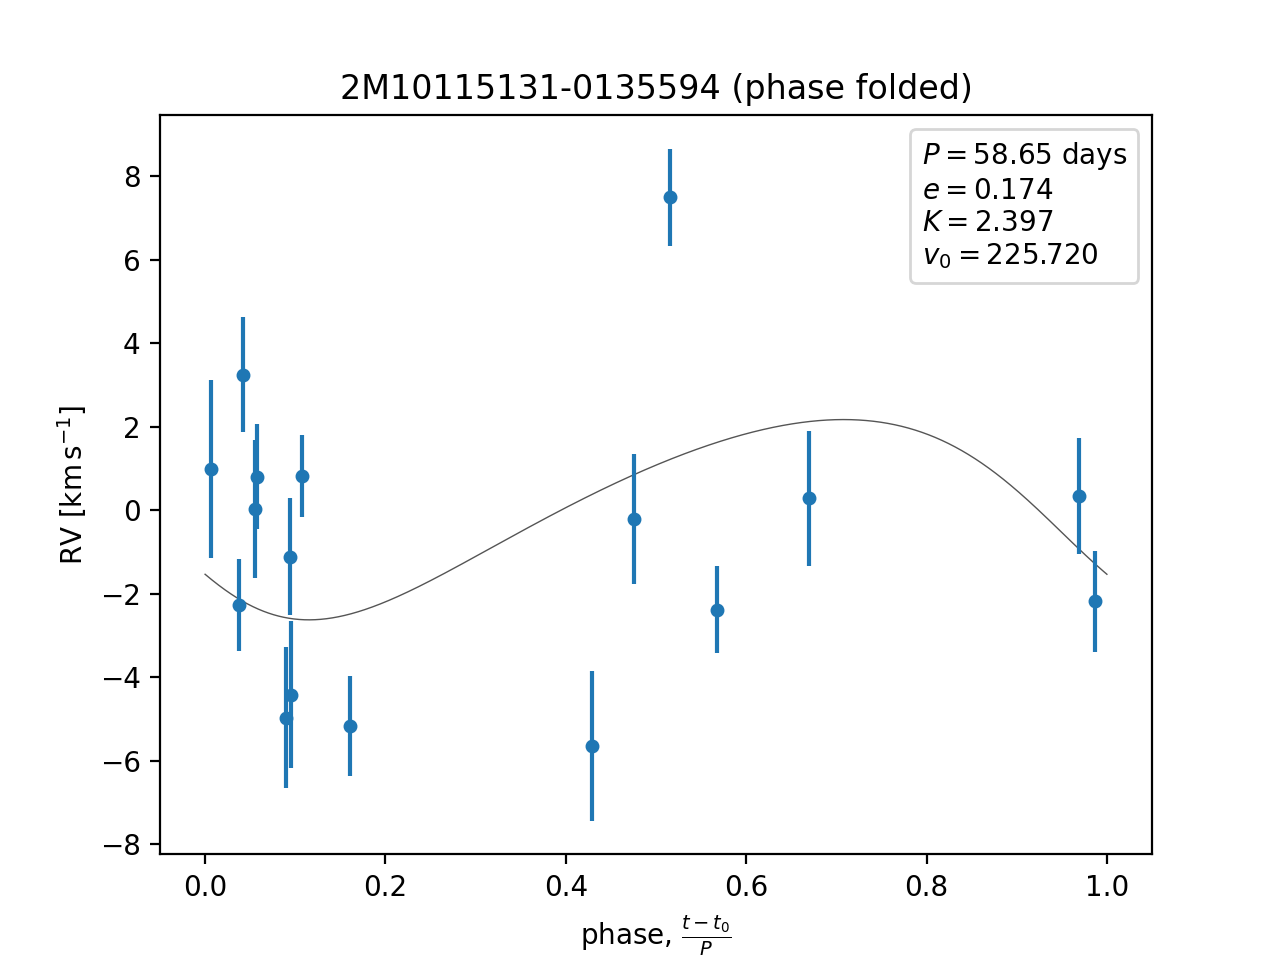 2M10115131-0135594 (phase folded)
P = 58.65 days
e = 0.174
K = 2.397
v₀ = 225.720
RV [km s⁻¹]
8
6
4
2
0
−2
−4
−6
−8
0.0 0.2 0.4 0.6 0.8 1.0
phase, (t − t₀)/P